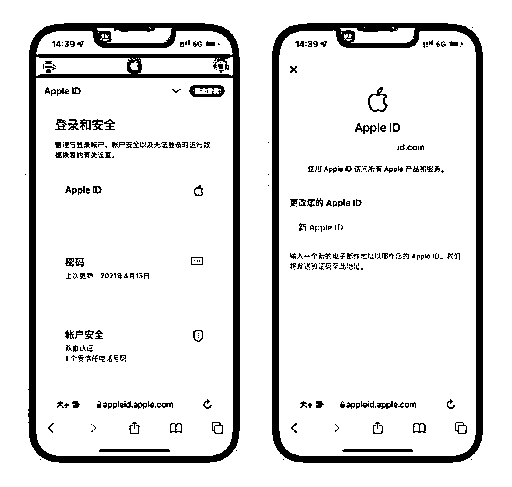 14:39
5G
Apple ID
登录和安全
管理与登录帐户、帐户安全以及无法登录时进行数
据恢复的有关设置。
Apple ID
密码
上次更新:2021年4月13日
帐户安全
双重认证
1个受信任电话号码
大小
appleid.apple.com
14:39
5G
Apple ID
id.com
使用 Apple ID 访问所有 Apple 产品和服务。
更改您的 Apple ID
新 Apple ID
输入一个新的电子邮件地址以用作您的 Apple ID。我们
将发送验证码至此地址。
大小
appleid.apple.com